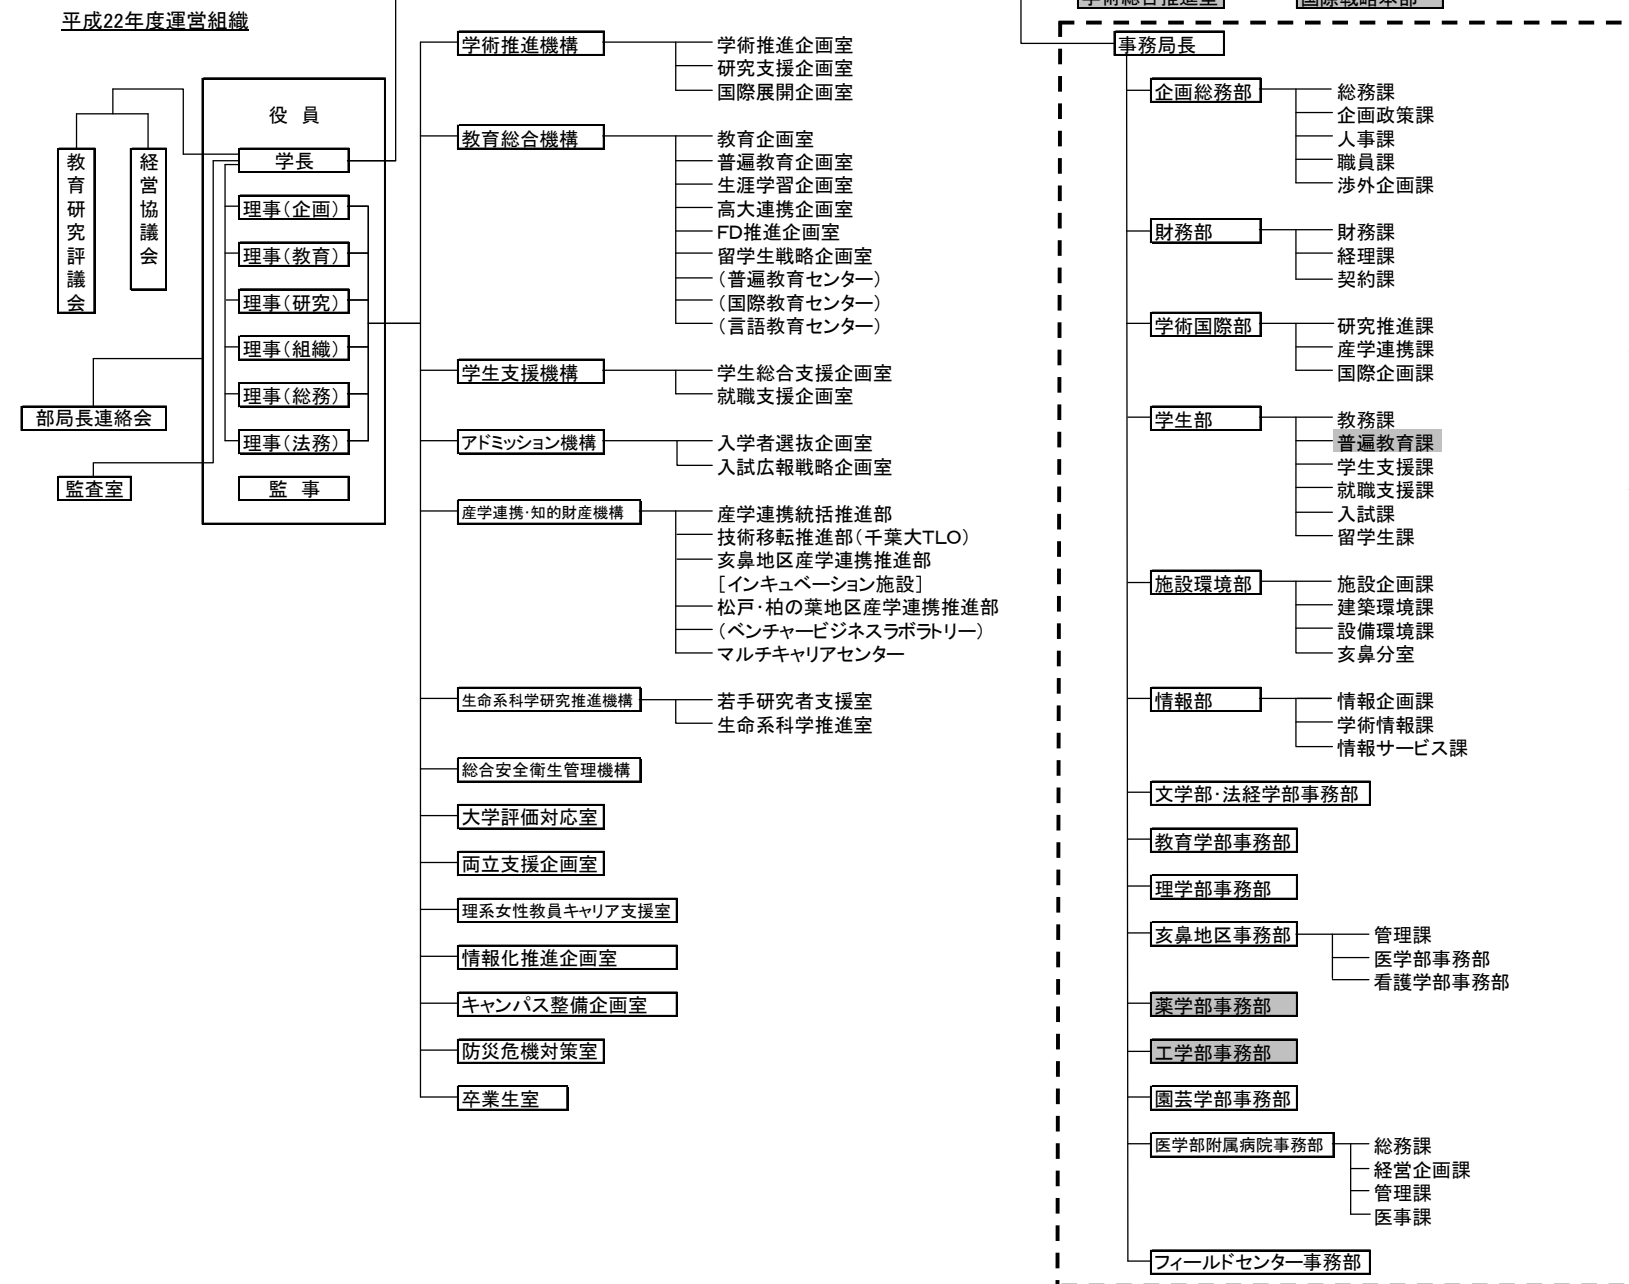 学術総合推進室
国際戦略本部
平成22年度運営組織
教育研究評議会
経営協議会
役 員
学長
理事(企画)
理事(教育)
理事(研究)
理事(組織)
理事(総務)
理事(法務)
監 事
部局長連絡会
監査室
学術推進機構
学術推進企画室
研究支援企画室
国際展開企画室
教育総合機構
教育企画室
普遍教育企画室
生涯学習企画室
高大連携企画室
FD推進企画室
留学生戦略企画室
(普遍教育センター)
(国際教育センター)
(言語教育センター)
学生支援機構
学生総合支援企画室
就職支援企画室
アドミッション機構
入学者選抜企画室
入試広報戦略企画室
産学連携・知的財産機構
産学連携統括推進部
技術移転推進部(千葉大TLO)
亥鼻地区産学連携推進部
[インキュベーション施設]
松戸・柏の葉地区産学連携推進部
(ベンチャービジネスラボラトリー)
マルチキャリアセンター
生命系科学研究推進機構
若手研究者支援室
生命系科学推進室
総合安全衛生管理機構
大学評価対応室
両立支援企画室
理系女性教員キャリア支援室
情報化推進企画室
キャンパス整備企画室
防災危機対策室
卒業生室
事務局長
企画総務部
総務課
企画政策課
人事課
職員課
渉外企画課
財務部
財務課
経理課
契約課
学術国際部
研究推進課
産学連携課
国際企画課
学生部
教務課
普遍教育課
学生支援課
就職支援課
入試課
留学生課
施設環境部
施設企画課
建築環境課
設備環境課
亥鼻分室
情報部
情報企画課
学術情報課
情報サービス課
文学部・法経学部事務部
教育学部事務部
理学部事務部
亥鼻地区事務部
管理課
医学部事務部
看護学部事務部
薬学部事務部
工学部事務部
園芸学部事務部
医学部附属病院事務部
総務課
経営企画課
管理課
医事課
フィールドセンター事務部